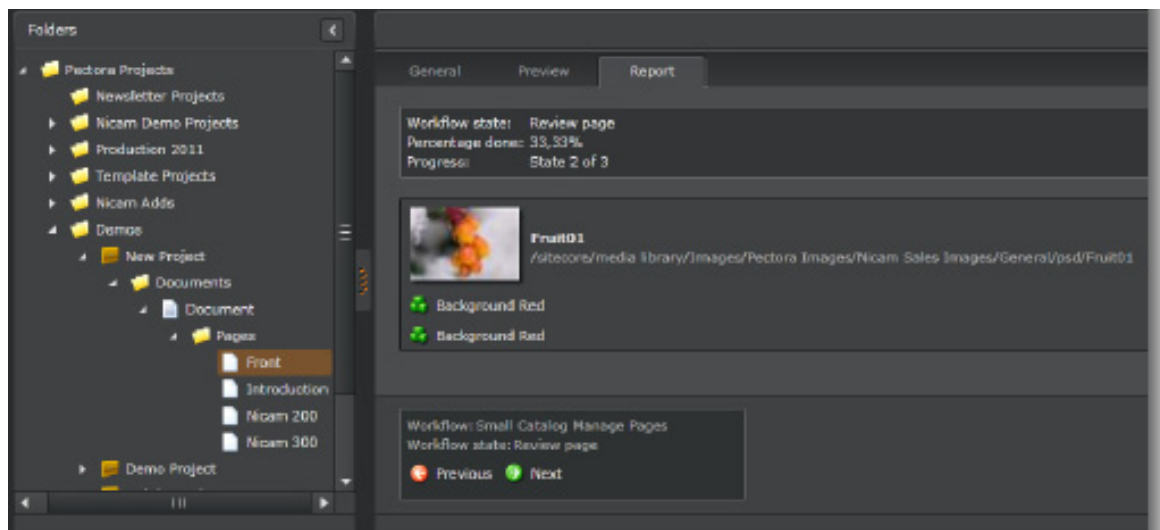 Folders
Pectora Projects
Newsletter Projects
Nicam Demo Projects
Production 2011
Template Projects
Nicam Adds
Demos
New Project
Documents
Document
Pages
Front
Introduction
Nicam 200
Nicam 300
Demo Project
General Preview Report
Workflow state: Review page
Percentage done: 33,33%
Progress: State 2 of 3
Fruit01
/sitecore/media library/Images/Pectora Images/Nicam Sales Images/General/psd/Fruit01
Background Red
Background Red
Workflow: Small Catalog Manage Pages
Workflow state: Review page
Previous Next